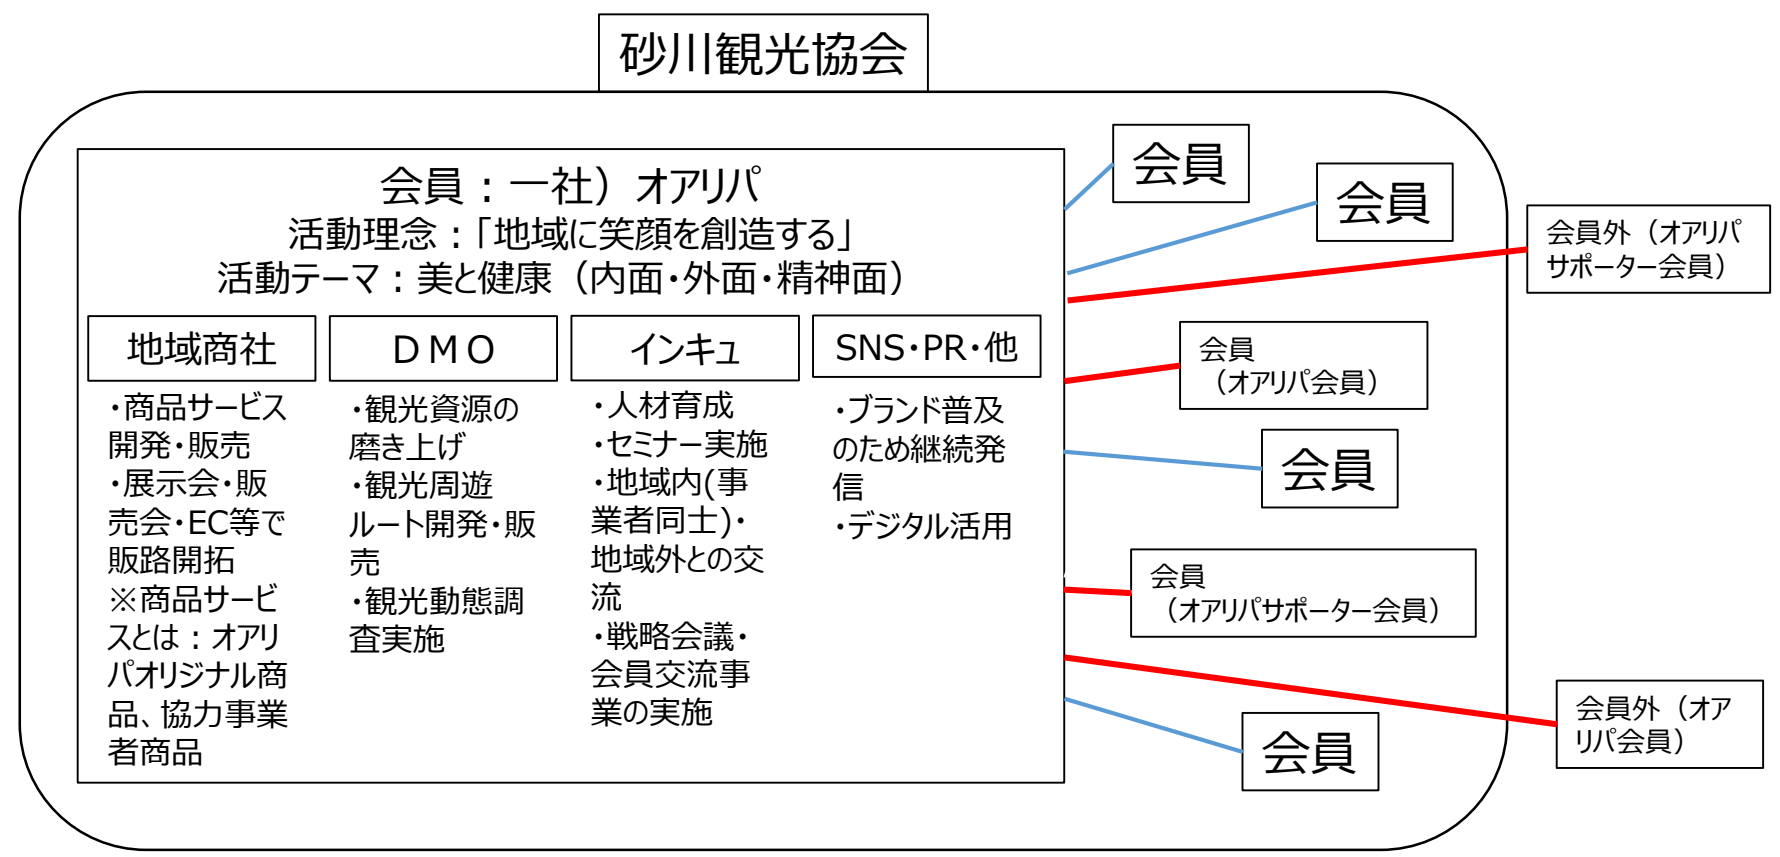 砂川観光協会
会員：一社）オアリパ
活動理念：「地域に笑顔を創造する」
活動テーマ：美と健康（内面・外面・精神面）
地域商社
・商品サービス
開発・販売
・展示会・販
売会・EC等で
販路開拓
※商品サービ
スとは：オアリ
パオリジナル商
品、協力事業
者商品
ＤＭＯ
・観光資源の
磨き上げ
・観光周遊
ルート開発・販
売
・観光動態調
査実施
インキュ
・人材育成
・セミナー実施
・地域内(事
業者同士)・
地域外との交
流
・戦略会議・
会員交流事
業の実施
SNS・PR・他
・ブランド普及
のため継続発
信
・デジタル活用
会員
会員
会員外（オアリパ
サポーター会員）
会員
（オアリパ会員）
会員
会員
（オアリパサポーター会員）
会員外（オア
リパ会員）
会員